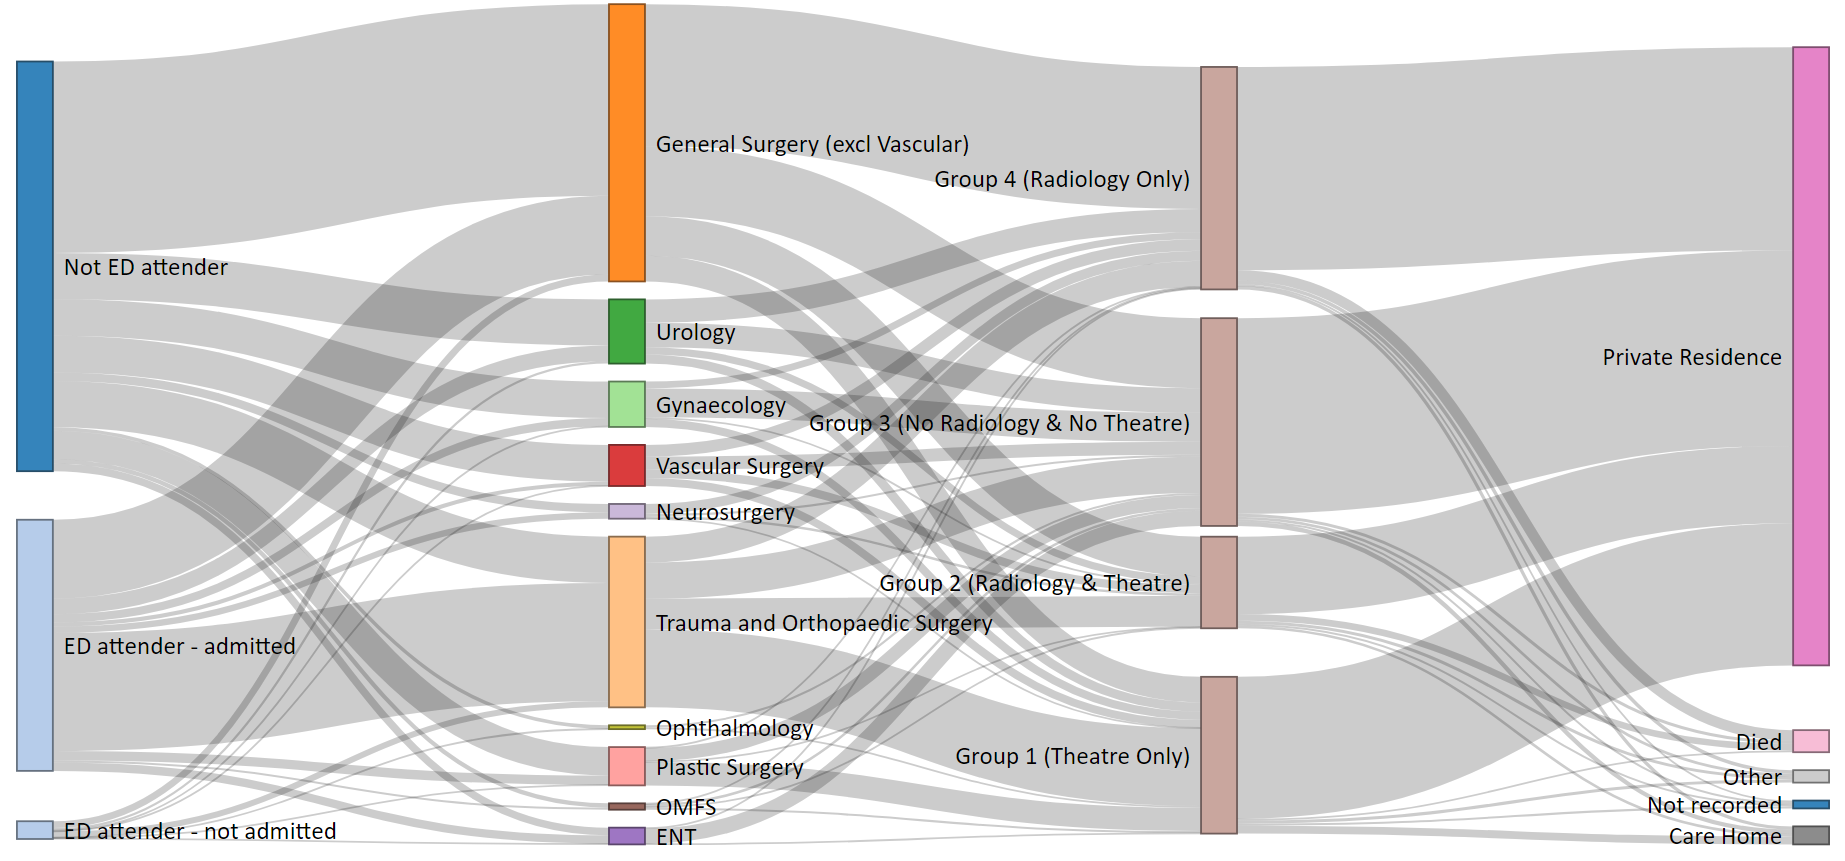 Not ED attender
ED attender - admitted
ED attender - not admitted
General Surgery (excl Vascular)
Urology
Gynaecology
Vascular Surgery
Neurosurgery
Trauma and Orthopaedic Surgery
Ophthalmology
Plastic Surgery
OMFS
ENT
Group 4 (Radiology Only)
Group 3 (No Radiology & No Theatre)
Group 2 (Radiology & Theatre)
Group 1 (Theatre Only)
Private Residence
Died
Other
Not recorded
Care Home